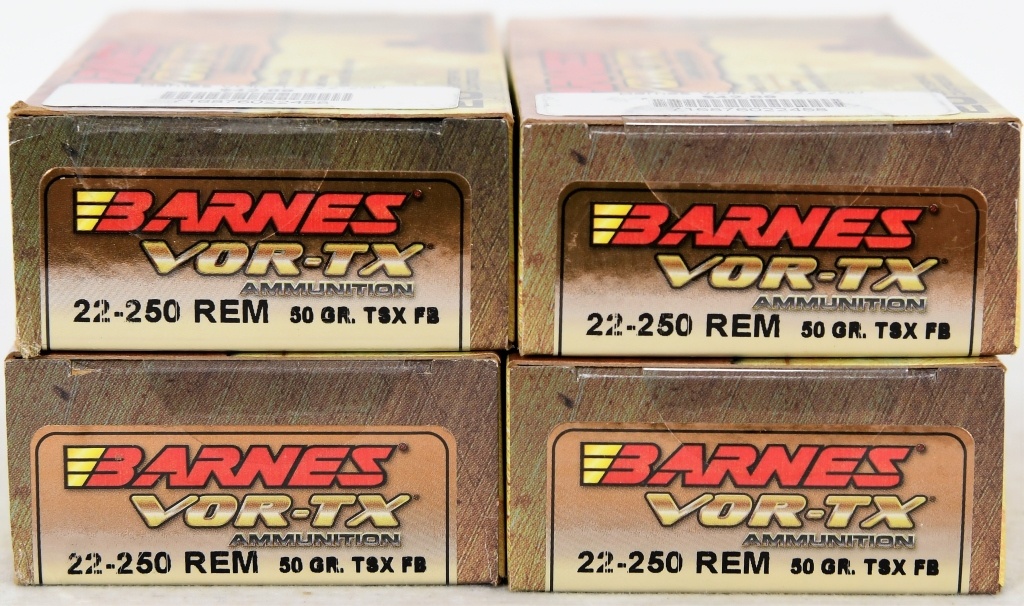 BARNES
VOR-TX
AMMUNITION
22-250 REM 50 GR. TSX FB
BARNES
VOR-TX
AMMUNITION
22-250 REM 50 GR. TSX FB
BARNES
VOR-TX
AMMUNITION
22-250 REM 50 GR. TSX FB
BARNES
VOR-TX
AMMUNITION
22-250 REM 50 GR. TSX FB